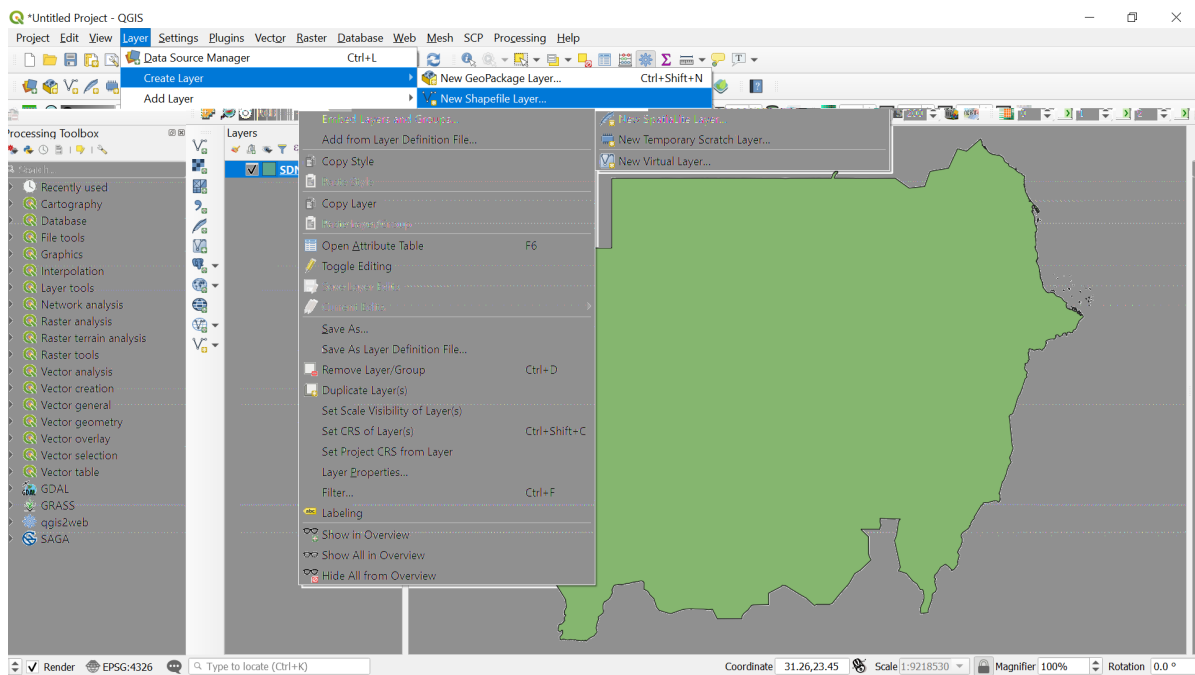 *Untitled Project - QGIS
Project Edit View Layer Settings Plugins Vector Raster Database Web Mesh SCP Processing Help
Data Source Manager Ctrl+L
Create Layer
New GeoPackage Layer... Ctrl+Shift+N
Add Layer
New Shapefile Layer...
Embed Layers and Groups...
New SpatiaLite Layer...
Add from Layer Definition File...
New Temporary Scratch Layer...
Copy Style
New Virtual Layer...
Copy Layer
Open Attribute Table F6
Toggle Editing
Save As...
Save As Layer Definition File...
Remove Layer/Group Ctrl+D
Duplicate Layer(s)
Set Scale Visibility of Layer(s)
Set CRS of Layer(s) Ctrl+Shift+C
Set Project CRS from Layer
Layer Properties...
Filter... Ctrl+F
Labeling
Show in Overview
Show All in Overview
Hide All from Overview
Processing Toolbox
Recently used
Cartography
Database
File tools
Graphics
Interpolation
Layer tools
Network analysis
Raster analysis
Raster terrain analysis
Raster tools
Vector analysis
Vector creation
Vector general
Vector geometry
Vector overlay
Vector selection
Vector table
GDAL
GRASS
qgis2web
SAGA
Layers
SDN
Render EPSG:4326 Type to locate (Ctrl+K) Coordinate 31.26,23.45 Scale 1:9218530 Magnifier 100% Rotation 0.0 °